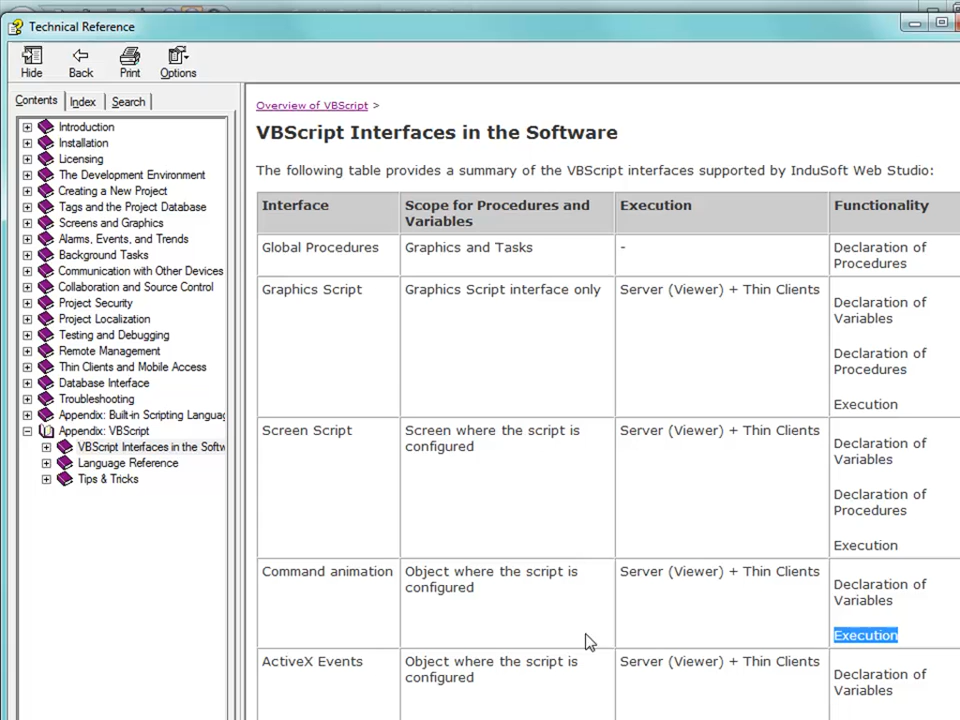 Technical Reference
Hide
Back
Print
Options
Contents
Index
Search
Introduction
Installation
Licensing
The Development Environment
Creating a New Project
Tags and the Project Database
Screens and Graphics
Alarms, Events, and Trends
Background Tasks
Communication with Other Devices
Collaboration and Source Control
Project Security
Project Localization
Testing and Debugging
Remote Management
Thin Clients and Mobile Access
Database Interface
Troubleshooting
Appendix: Built-in Scripting Languag
Appendix: VBScript
VBScript Interfaces in the Softw
Language Reference
Tips & Tricks
Overview of VBScript >
VBScript Interfaces in the Software
The following table provides a summary of the VBScript interfaces supported by InduSoft Web Studio:
Interface
Scope for Procedures and
Variables
Execution
Functionality
Global Procedures
Graphics and Tasks
-
Declaration of
Procedures
Graphics Script
Graphics Script interface only
Server (Viewer) + Thin Clients
Declaration of
Variables
Declaration of
Procedures
Execution
Screen Script
Screen where the script is
configured
Server (Viewer) + Thin Clients
Declaration of
Variables
Declaration of
Procedures
Execution
Command animation
Object where the script is
configured
Server (Viewer) + Thin Clients
Declaration of
Variables
Execution
ActiveX Events
Object where the script is
configured
Server (Viewer) + Thin Clients
Declaration of
Variables